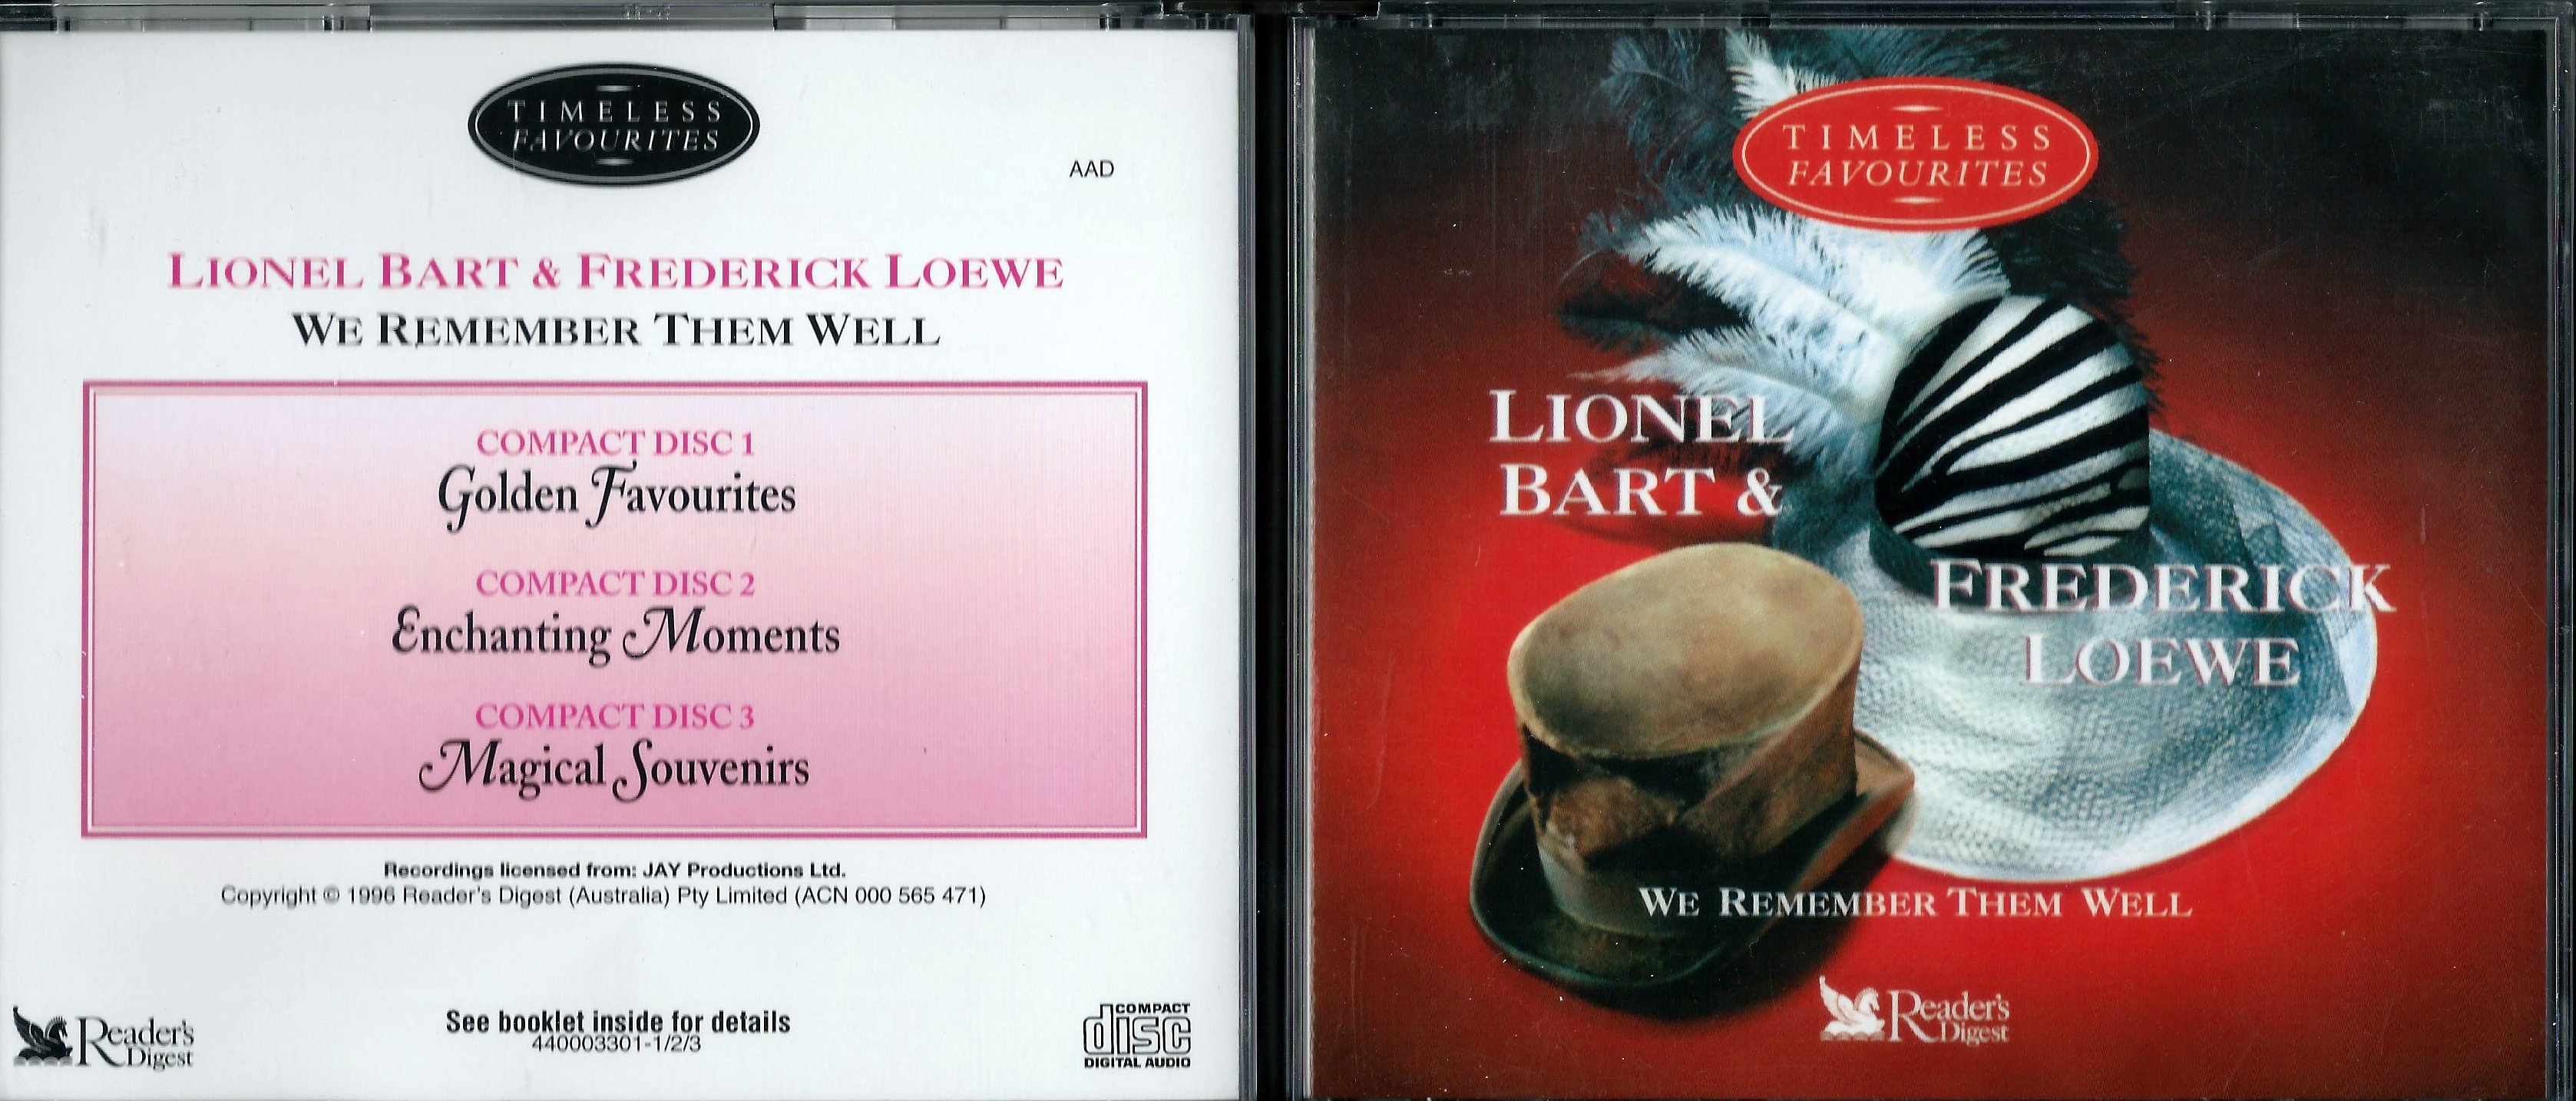 TIMELESS
FAVOURITES
AAD
LIONEL BART & FREDERICK LOEWE
WE REMEMBER THEM WELL
COMPACT DISC 1
Golden Favourites
COMPACT DISC 2
Enchanting Moments
COMPACT DISC 3
Magical Souvenirs
Recordings licensed from: JAY Productions Ltd.
Copyright © 1996 Reader's Digest (Australia) Pty Limited (ACN 000 565 471)
Reader's
Digest
See booklet inside for details
440003301-1/2/3
COMPACT
disc
DIGITAL AUDIO
TIMELESS
FAVOURITES
LIONEL
BART &
FREDERICK
LOEWE
WE REMEMBER THEM WELL
Reader's
Digest